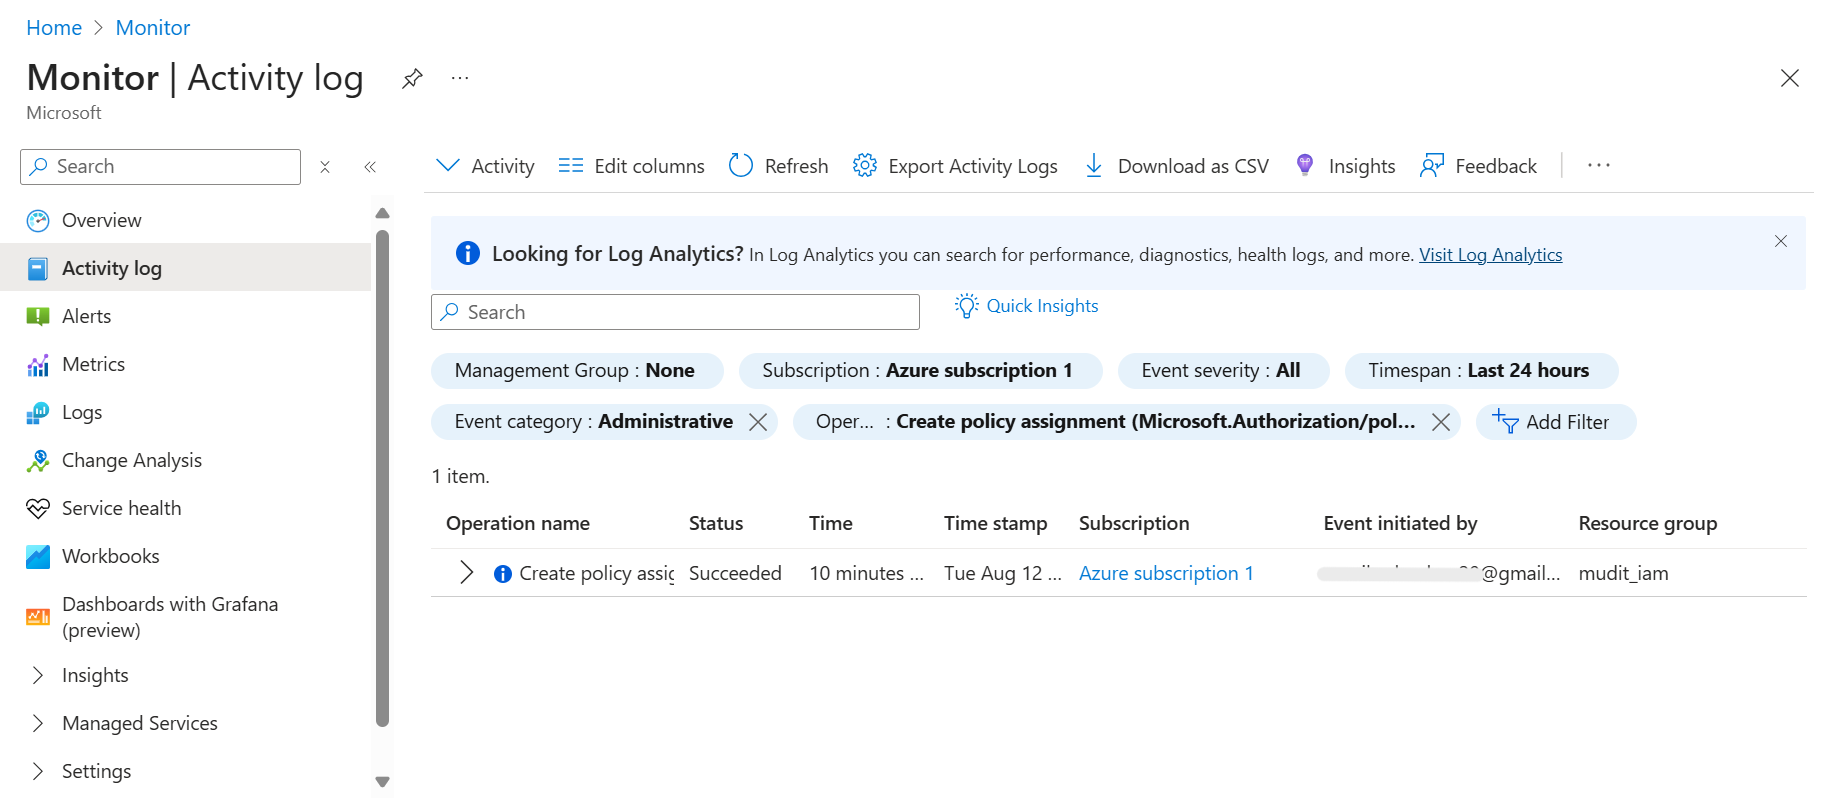 Home > Monitor
Monitor | Activity log ...
Microsoft
Search
Overview
Activity log
Alerts
Metrics
Logs
Change Analysis
Service health
Workbooks
Dashboards with Grafana
(preview)
Insights
Managed Services
Settings
Activity Edit columns Refresh Export Activity Logs Download as CSV Insights Feedback ...
Looking for Log Analytics? In Log Analytics you can search for performance, diagnostics, health logs, and more. Visit Log Analytics
Search Quick Insights
Management Group : None Subscription : Azure subscription 1 Event severity : All Timespan : Last 24 hours
Event category : Administrative Oper... : Create policy assignment (Microsoft.Authorization/pol... Add Filter
1 item.
Operation name Status Time Time stamp Subscription Event initiated by Resource group
Create policy assig Succeeded 10 minutes ... Tue Aug 12 ... Azure subscription 1 @gmail... mudit_iam